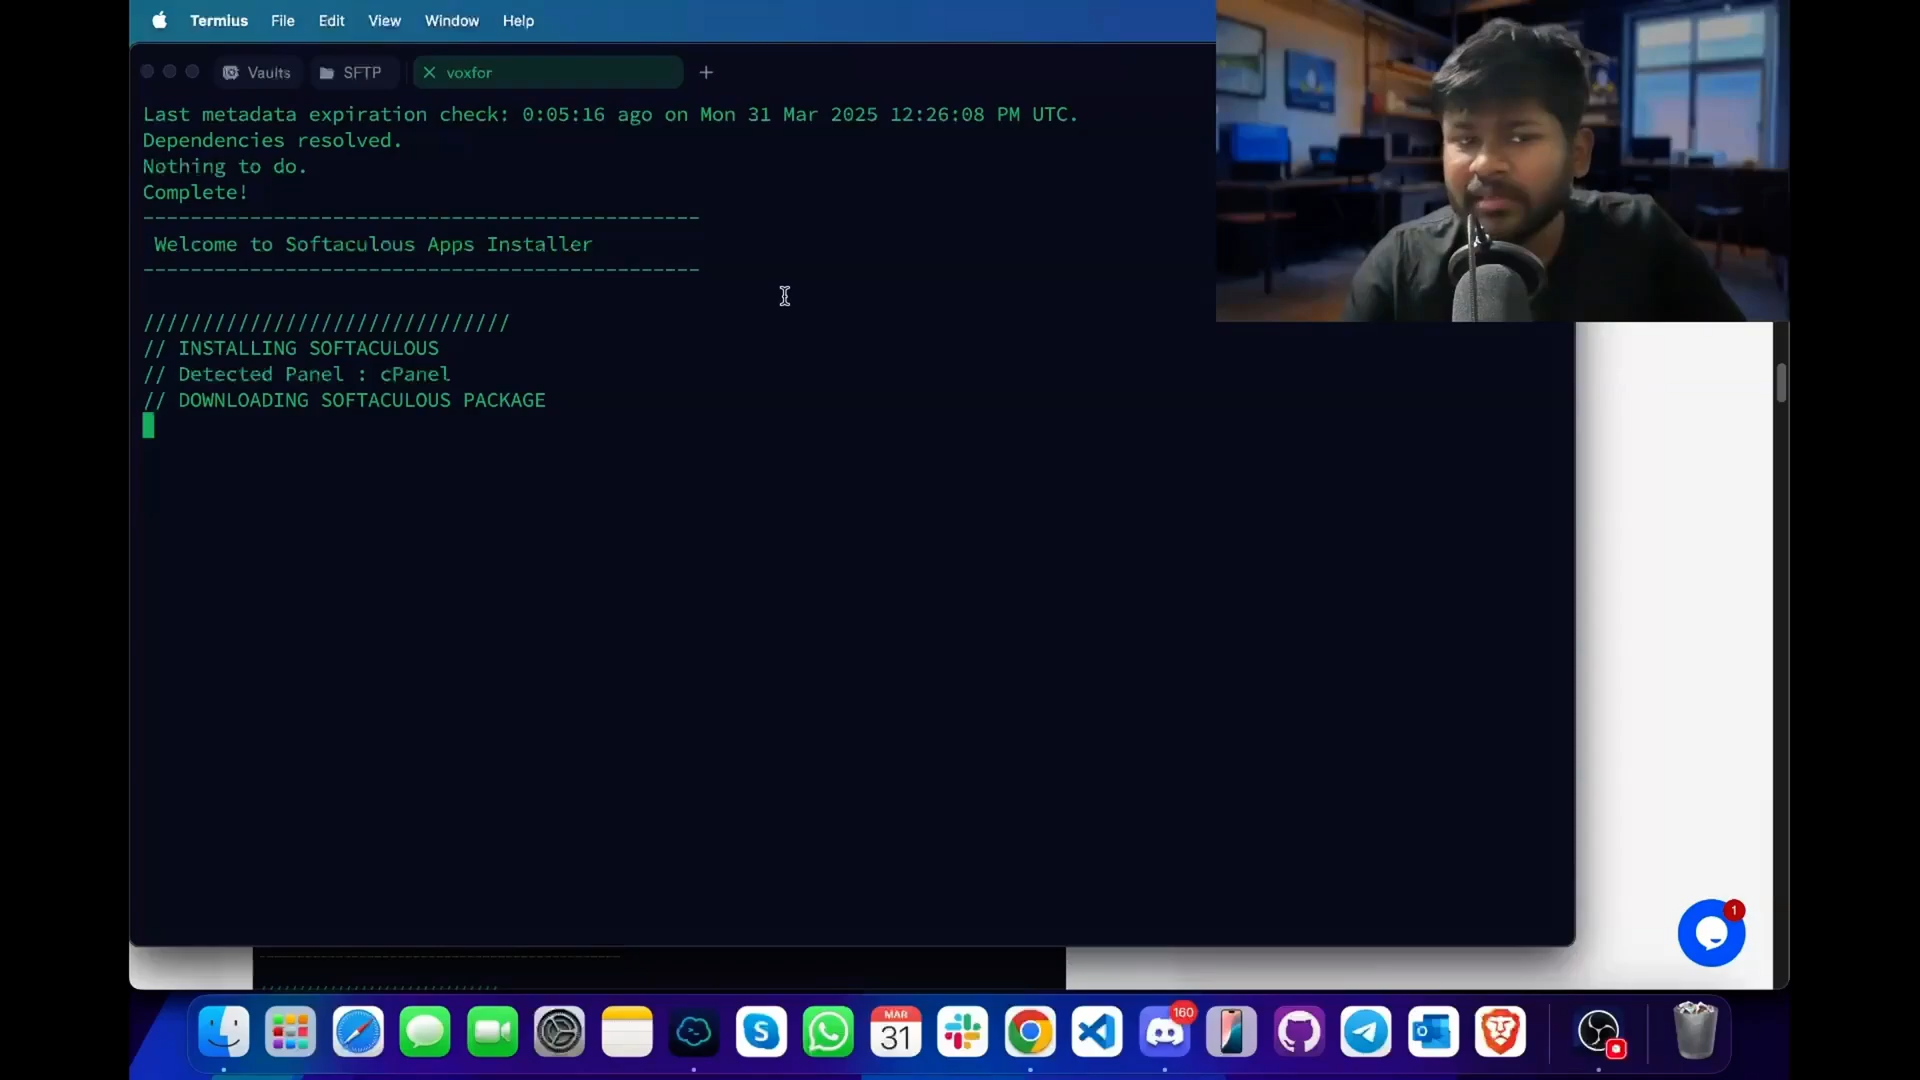 Termius File Edit View Window Help
Vaults SFTP voxfor
Last metadata expiration check: 0:05:16 ago on Mon 31 Mar 2025 12:26:08 PM UTC.
Dependencies resolved.
Nothing to do.
Complete!
-----------------------------------------------
Welcome to Softaculous Apps Installer
-----------------------------------------------
///////////////////////////////
// INSTALLING SOFTACULOUS
// Detected Panel : cPanel
// DOWNLOADING SOFTACULOUS PACKAGE
1
MAR
31
160